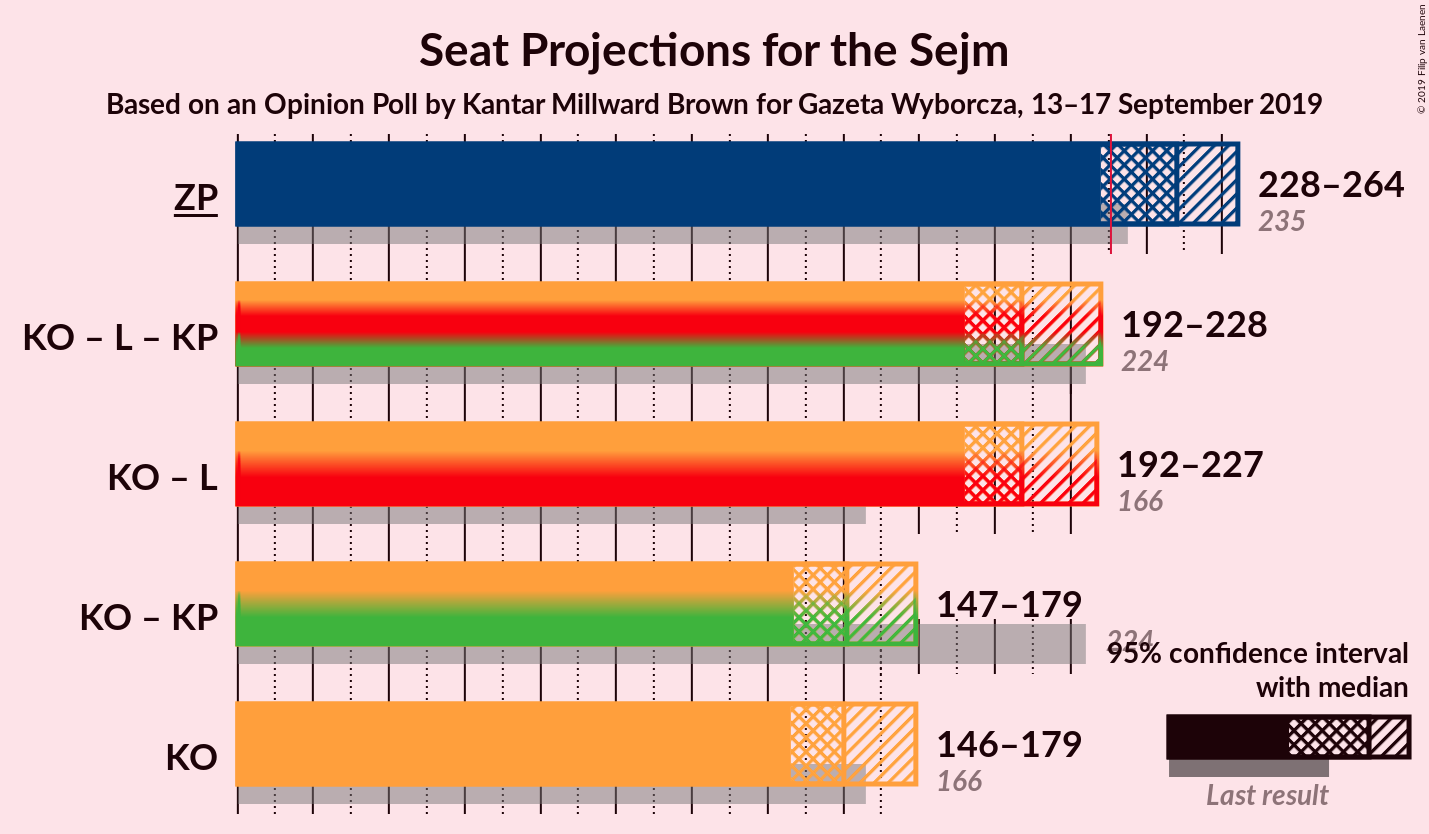 Seat Projections for the Sejm
Based on an Opinion Poll by Kantar Millward Brown for Gazeta Wyborcza, 13–17 September 2019
© 2019 Filip van Laenen
ZP
228–264
235
KO – L – KP
192–228
224
KO – L
192–227
166
KO – KP
147–179
224
KO
146–179
166
95% confidence interval
with median
Last result